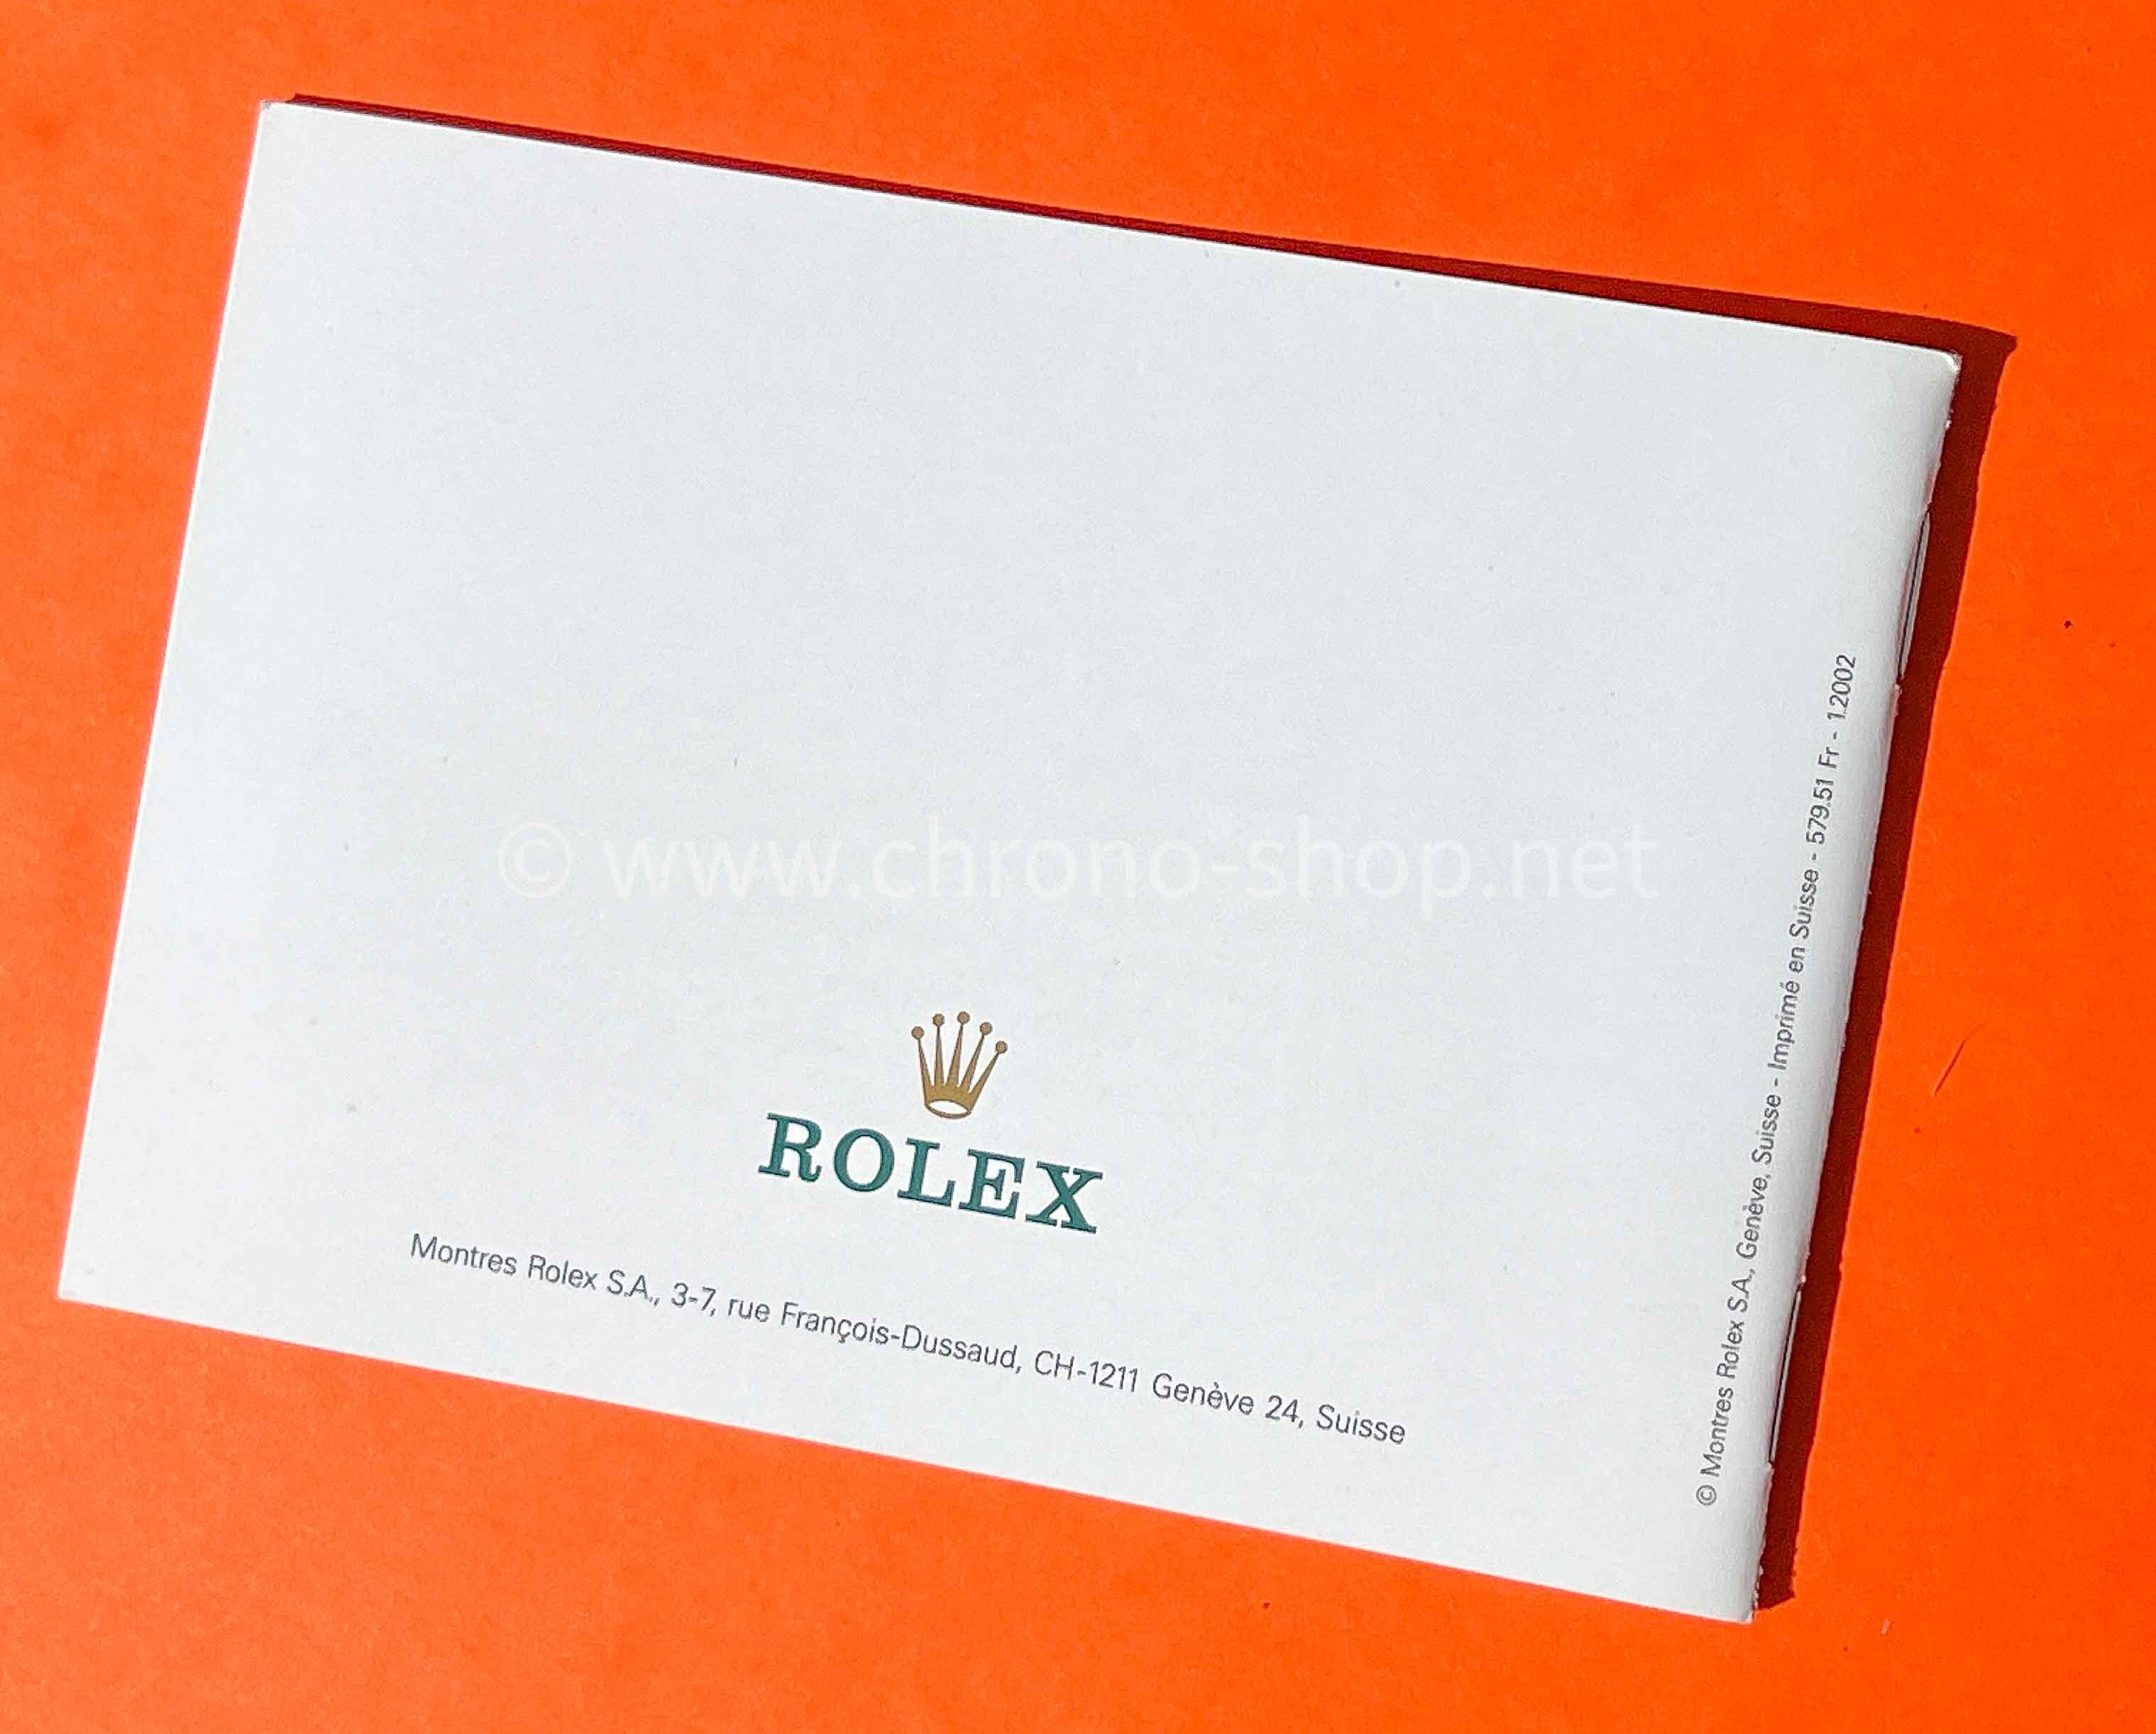 © www.chrono-shop.net
ROLEX
Montres Rolex S.A., 3-7, rue François-Dussaud, CH-1211 Genève 24, Suisse
© Montres Rolex S.A., Genève, Suisse - Imprimé en Suisse - 579.51 Fr - 1.2002